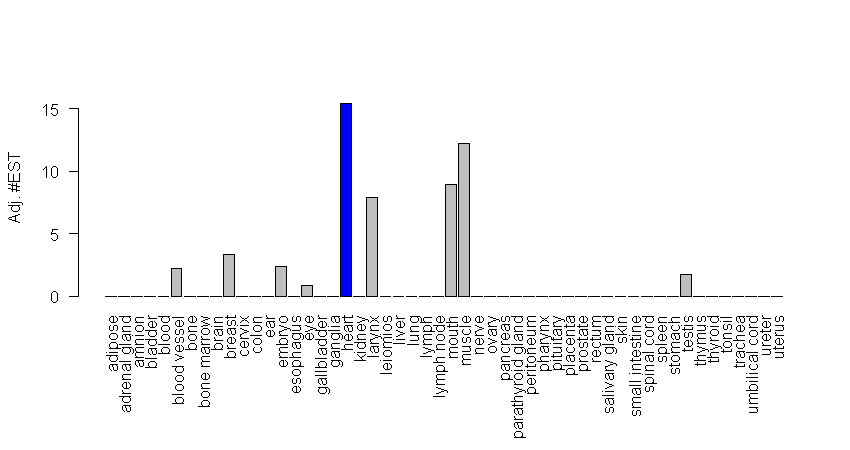 Adj. #EST
15
10
5
0
adipose
adrenal gland
amnion
bladder
blood
blood vessel
bone
bone marrow
brain
breast
cervix
colon
ear
embryo
esophagus
eye
gallbladder
ganglia
heart
kidney
larynx
leiomios
liver
lung
lymph
lymph node
mouth
muscle
nerve
ovary
pancreas
parathyroid gland
peritoneum
pharynx
pituitary
placenta
prostate
rectum
salivary gland
skin
small intestine
spinal cord
spleen
stomach
testis
thymus
thyroid
tonsil
trachea
umbilical cord
ureter
uterus